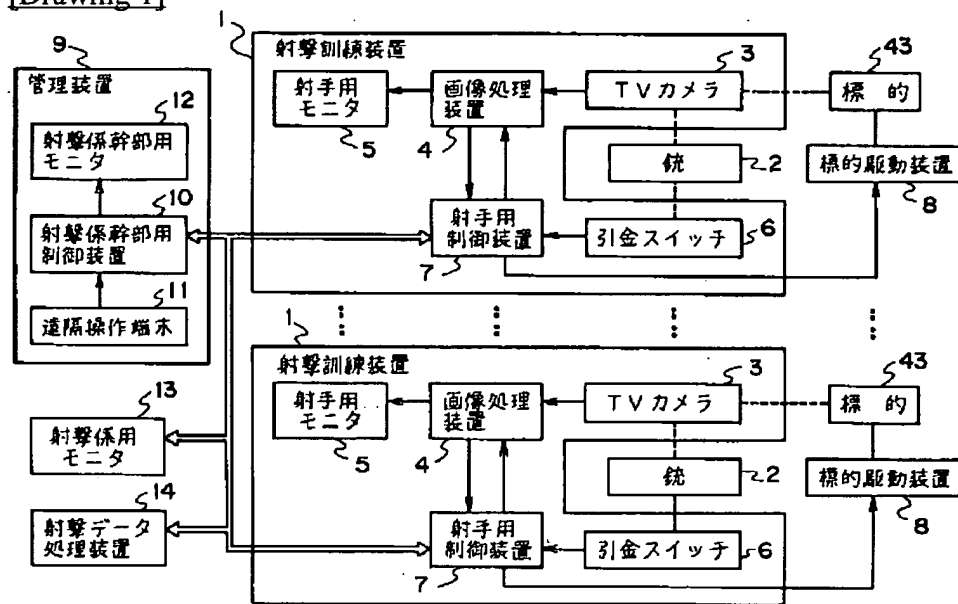 [Drawing 1]
9
管理装置
12
射撃係幹部用
モニタ
10
射撃係幹部用
制御装置
11
遠隔操作端末
13
射撃係用
モニタ
14
射撃データ
処理装置
1
射撃訓練装置
射手用
モニタ
5
画像処理
装置
4
3
TVカメラ
43
標的
銃
2
標的駆動装置
8
射手用
制御装置
7
引金スイッチ
6
1
射撃訓練装置
射手用
モニタ
5
画像処理
装置
4
3
TVカメラ
43
標的
銃
2
標的駆動装置
8
射手用
制御装置
7
引金スイッチ
6